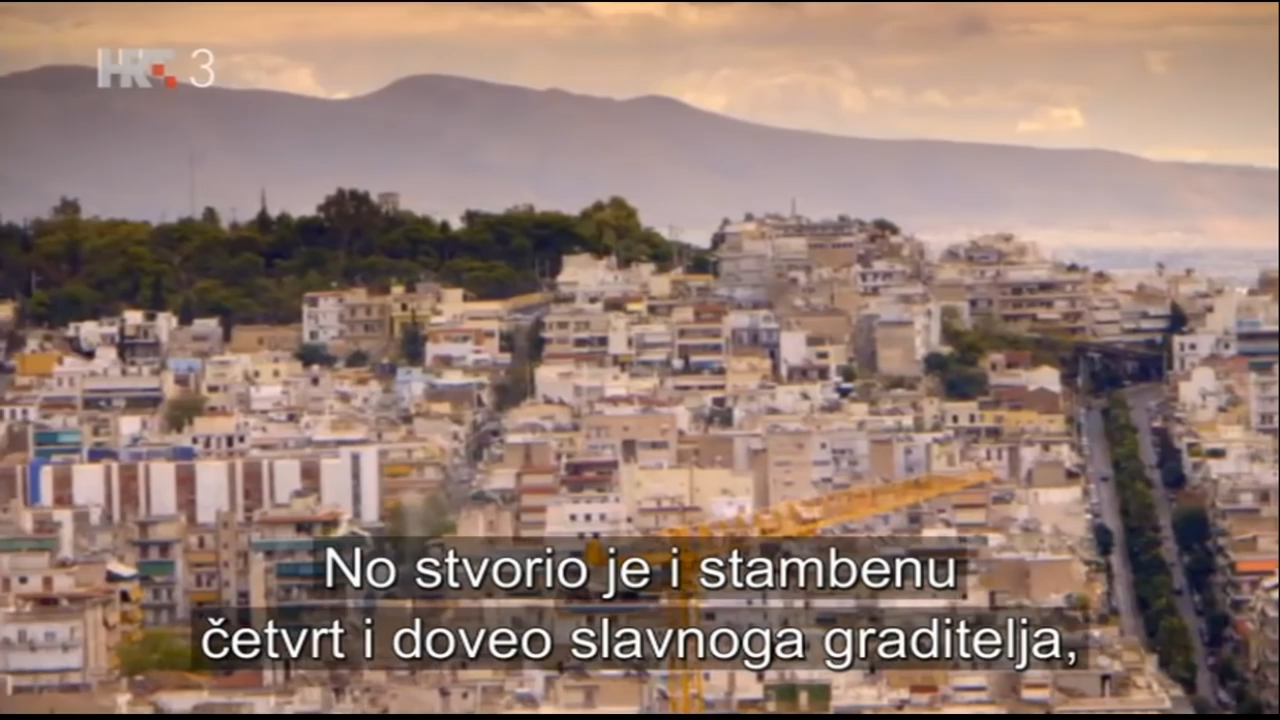 HRT 3
No stvorio je i stambenu
četvrt i doveo slavnoga graditelja,